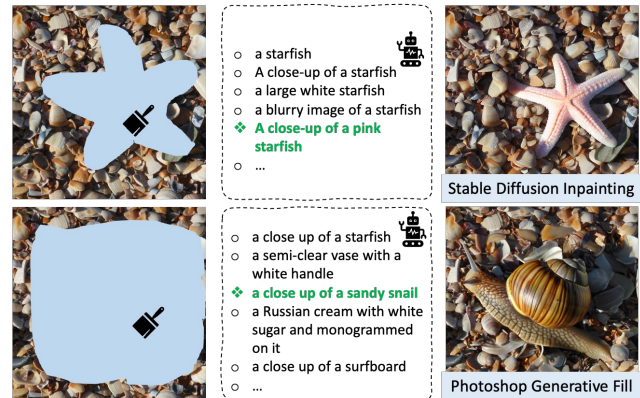 a starfish
A close-up of a starfish
a large white starfish
a blurry image of a starfish
A close-up of a pink
starfish
...
Stable Diffusion Inpainting
a close up of a starfish
a semi-clear vase with a
white handle
a close up of a sandy snail
a Russian cream with white
sugar and monogrammed
on it
a close up of a surfboard
...
Photoshop Generative Fill